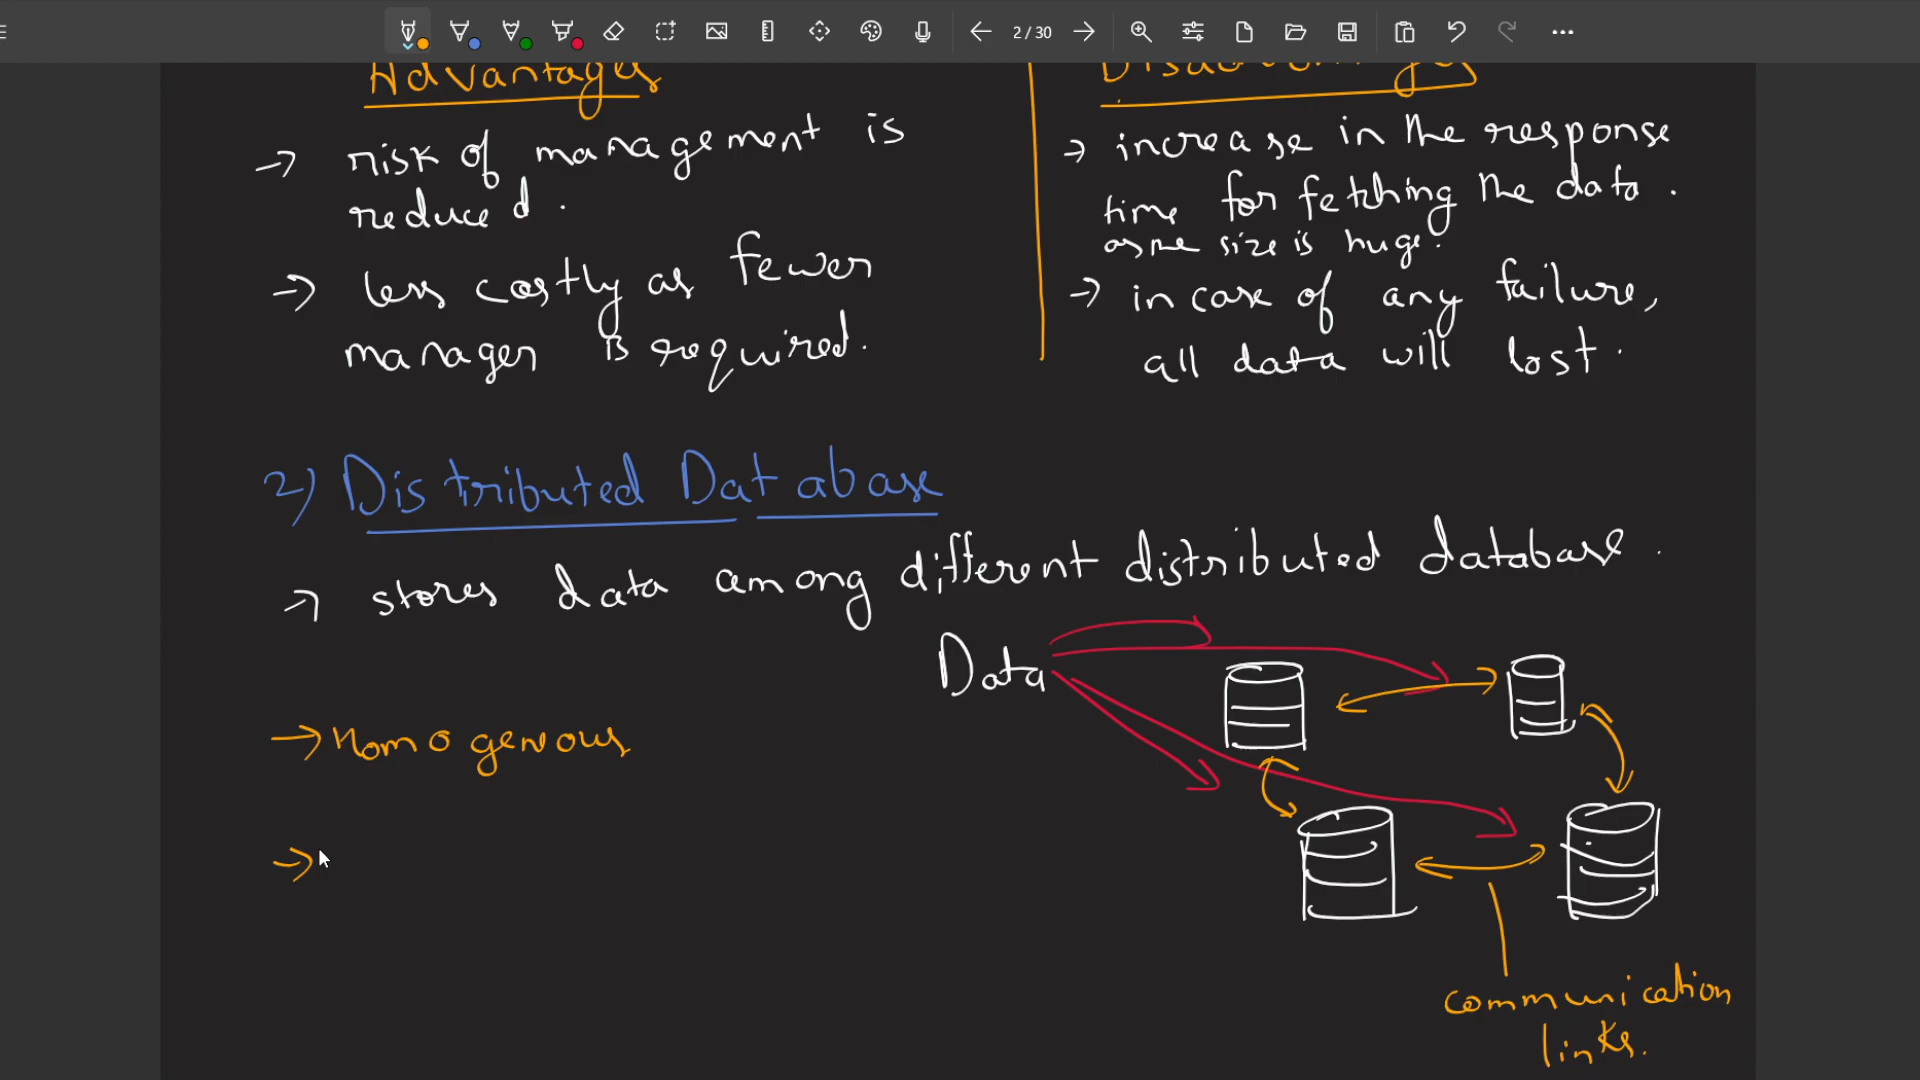 2/30
Advantages
→ risk of management is
reduced.
→ less costly as fewer
manager is required.
Disadvantages
→ increase in the response
time for fetching the data.
as the size is huge.
→ in case of any failure,
all data will lost.
2) Distributed Database
→ stores data among different distributed database.
Data
→ Homogenous
→
communication
links.